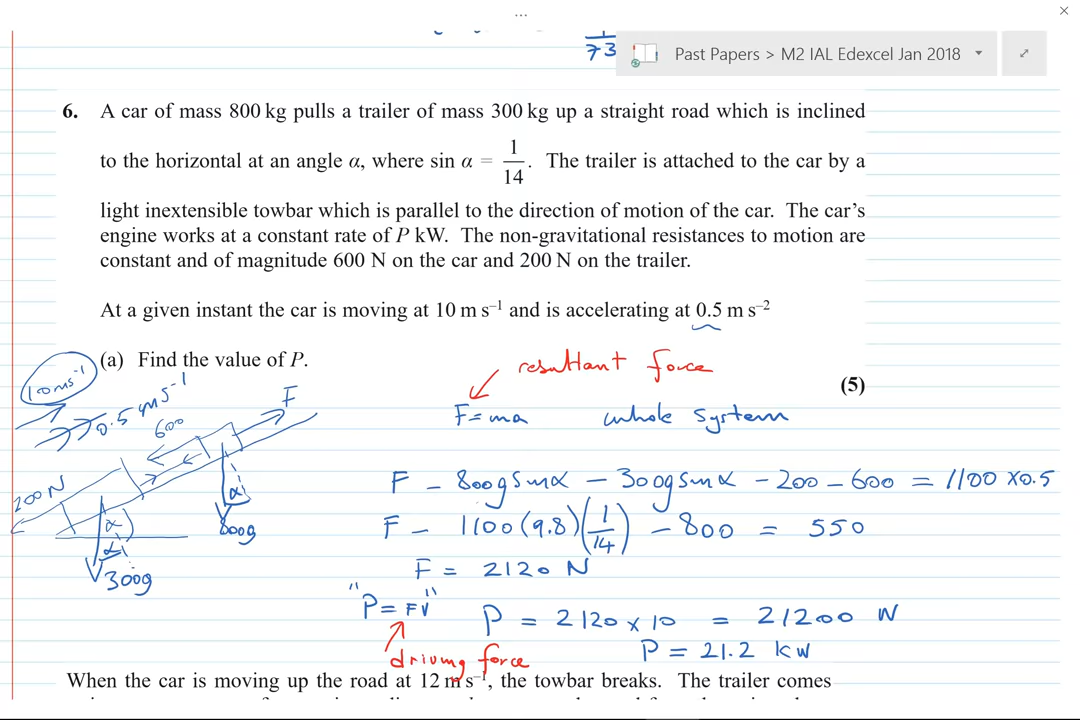 ...
×
1
73
Past Papers > M2 IAL Edexcel Jan 2018
6. A car of mass 800 kg pulls a trailer of mass 300 kg up a straight road which is inclined
to the horizontal at an angle α, where sin α = 1/14. The trailer is attached to the car by a
light inextensible towbar which is parallel to the direction of motion of the car. The car's
engine works at a constant rate of P kW. The non-gravitational resistances to motion are
constant and of magnitude 600 N on the car and 200 N on the trailer.
At a given instant the car is moving at 10 m s⁻¹ and is accelerating at 0.5 m s⁻²
(a) Find the value of P.
(5)
resultant force
F = ma whole system
10ms⁻¹
0.5 ms⁻¹
600
F
200 N
α
800g
α
α
300g
F - 800g sin α - 300g sin α - 200 - 600 = 1100 × 0.5
F - 1100 (9.8) (1/14) - 800 = 550
F = 2120 N
"P = FV" P = 2120 × 10 = 21200 W
P = 21.2 kW
driving force
When the car is moving up the road at 12 m s⁻¹, the towbar breaks. The trailer comes